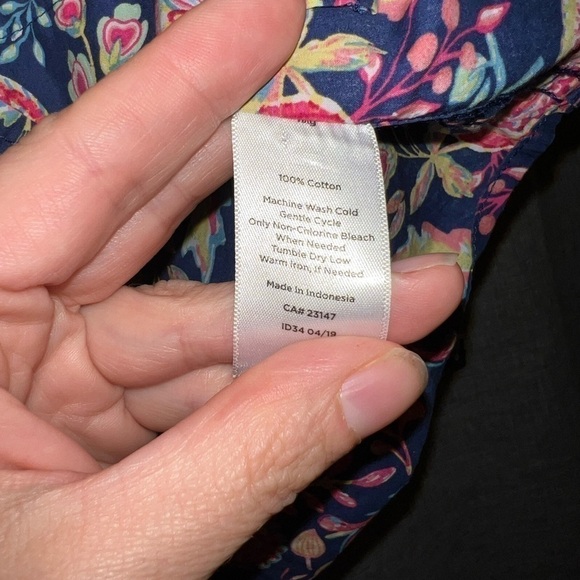 100% Cotton
Machine Wash Cold
Gentle Cycle
Only Non-Chlorine Bleach
When Needed
Tumble Dry Low
Warm Iron, If Needed
Made in Indonesia
CA# 23147
ID34 04/19